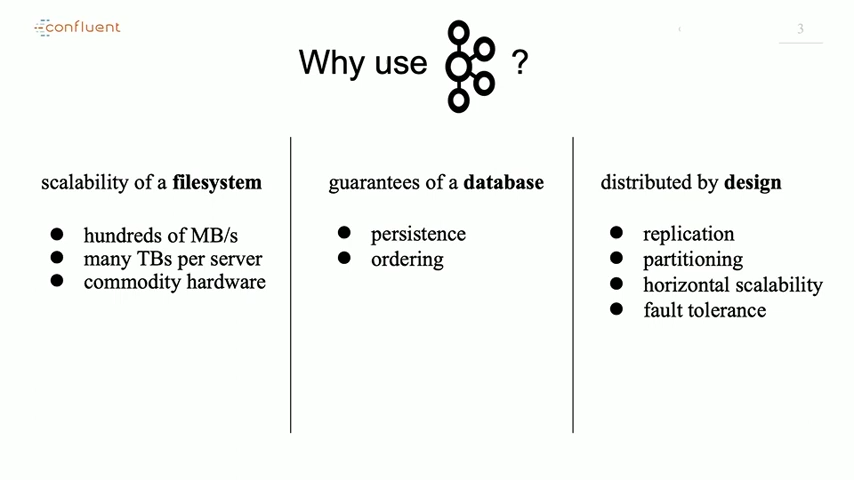 confluent
3
Why use ?
scalability of a filesystem
● hundreds of MB/s
● many TBs per server
● commodity hardware
guarantees of a database
● persistence
● ordering
distributed by design
● replication
● partitioning
● horizontal scalability
● fault tolerance